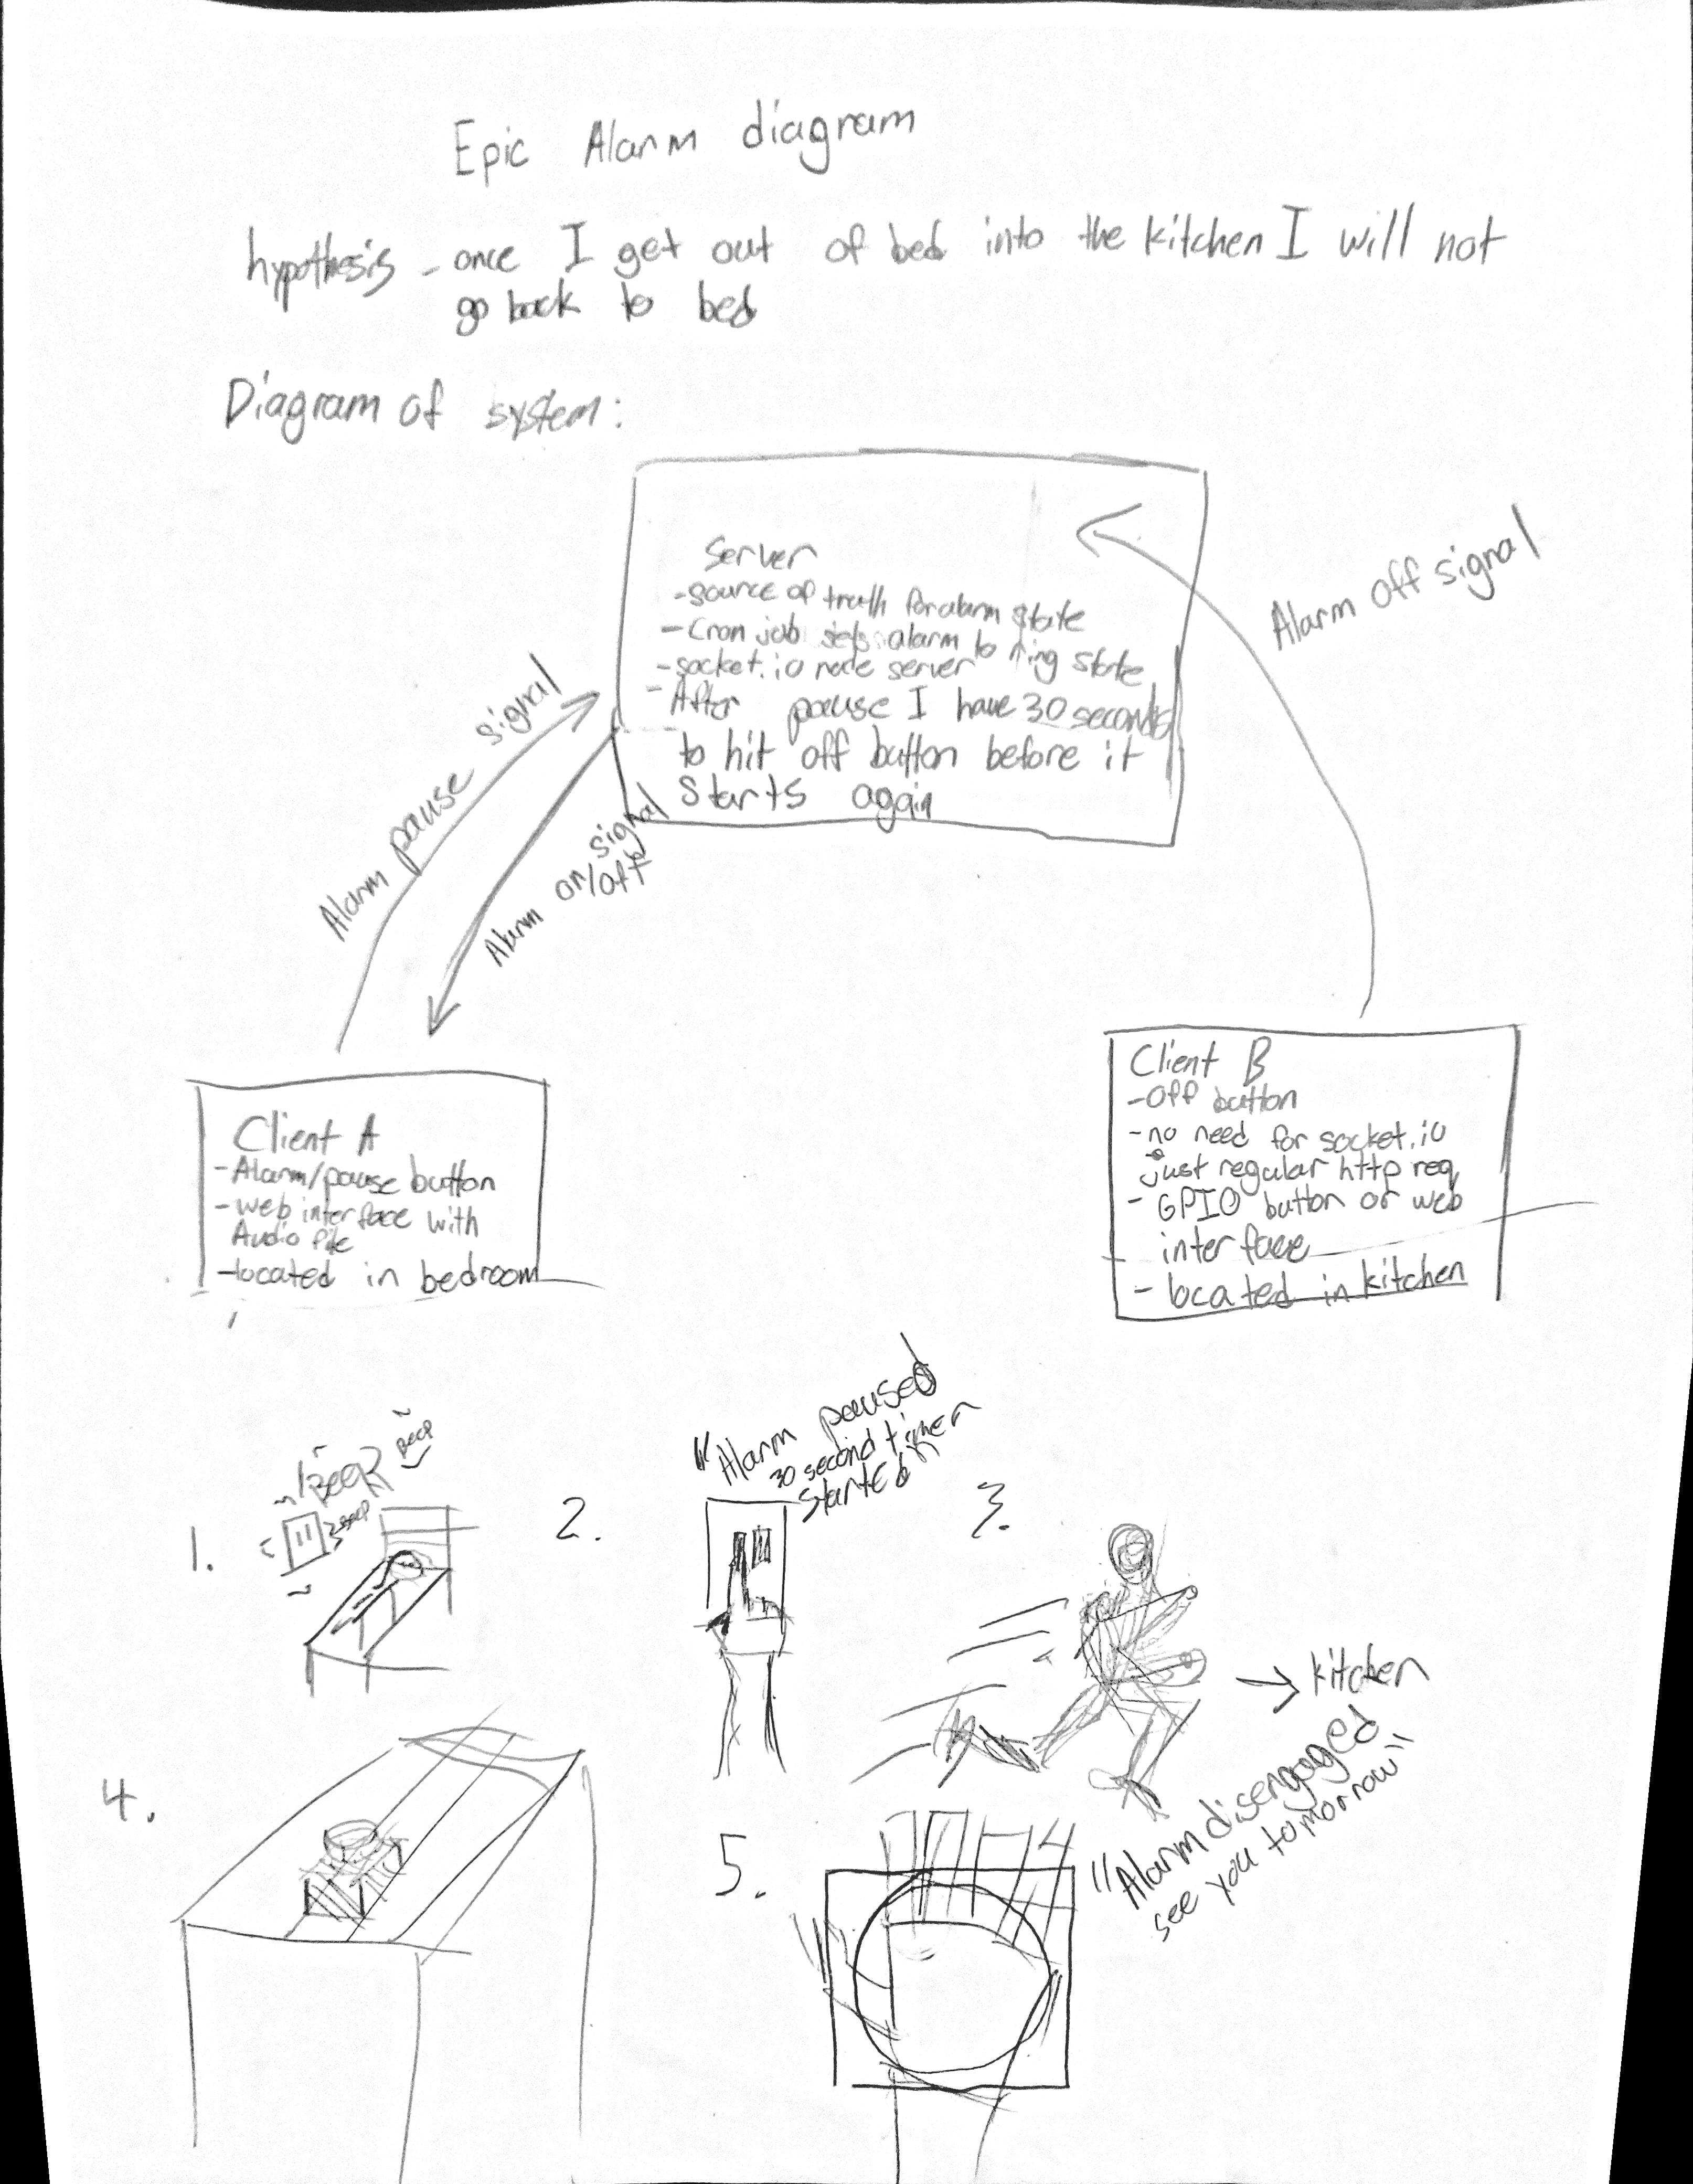 Epic Alarm diagram
hypothesis - once I get out of bed into the kitchen I will not
go back to bed
Diagram of system:
Server
- source of truth for alarm state
- Cron job sets alarm to ring state
- socket.io node server
- After pause I have 30 seconds
to hit off button before it
starts again
Alarm pause signal
Alarm on/off
signal
Alarm off signal
Client A
- Alarm/pause button
- web interface with
Audio file
- located in bedroom
Client B
- Off button
- no need for socket.io
just regular http req
- GPIO button or web
interface
- located in kitchen
1.
BEEP
BEEP
BEEP
2.
"Alarm paused
30 second timer
started
3.
→ kitchen
4.
5.
"Alarm disengaged
see you tomorrow"